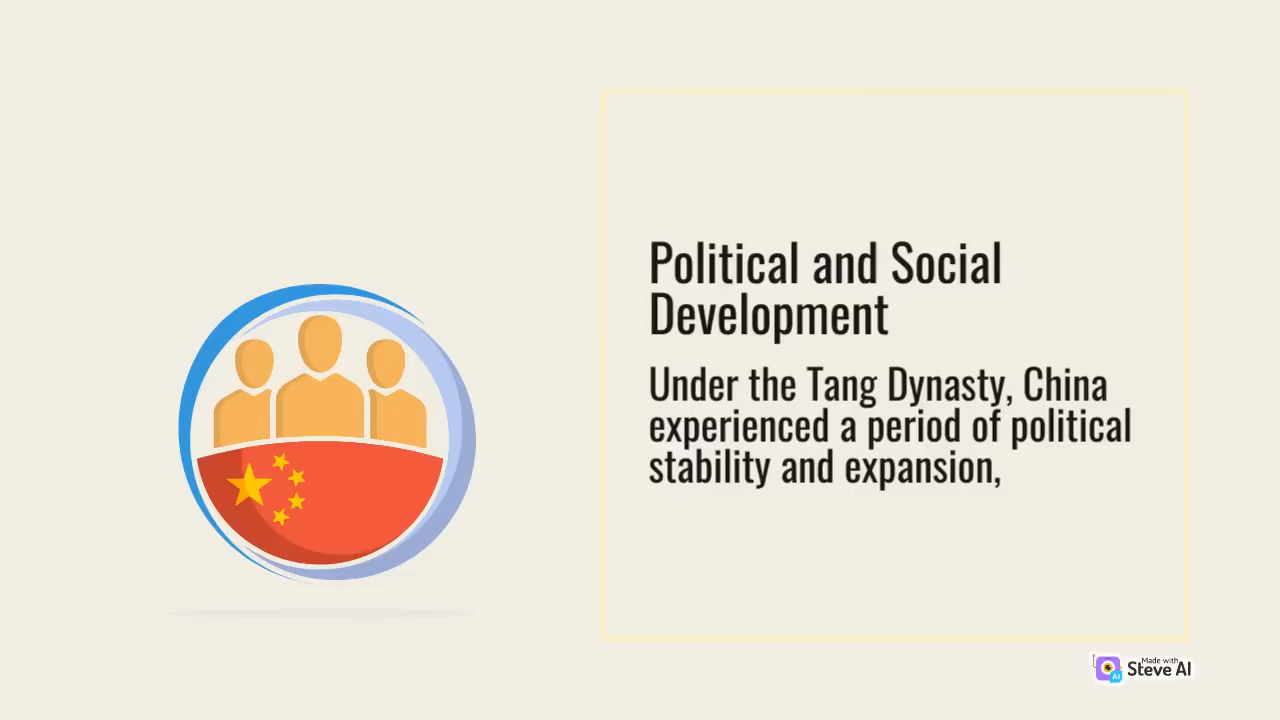 Political and Social
Development
Under the Tang Dynasty, China
experienced a period of political
stability and expansion,
Made with
Steve AI
AI